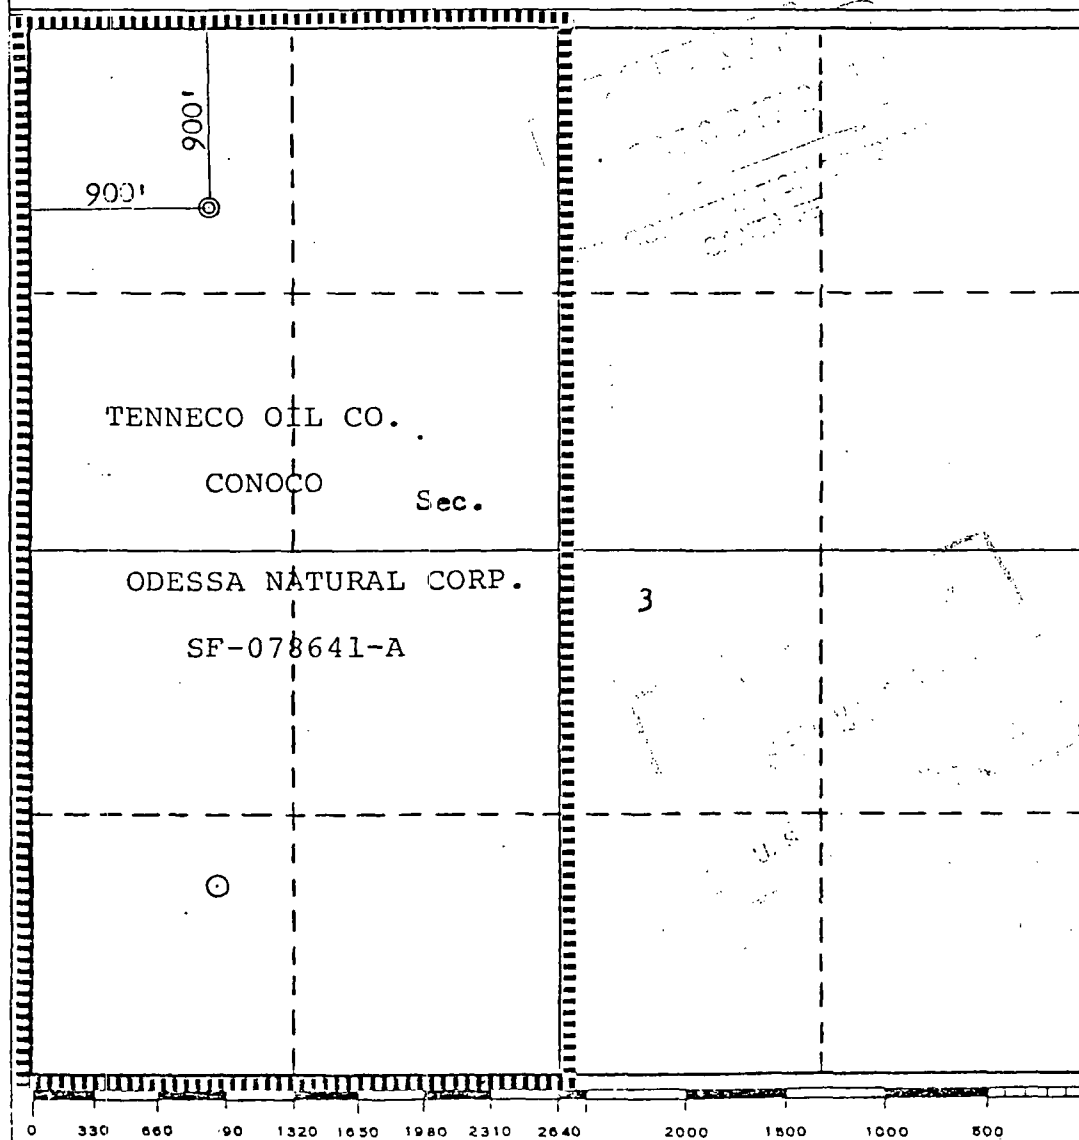 900'
900'
TENNECO OIL CO.
CONOCO
Sec.
ODESSA NATURAL CORP.
3
SF-078641-A
U.S
0 330 660 90 1320 1650 1980 2310 2640 2000 1500 1000 500